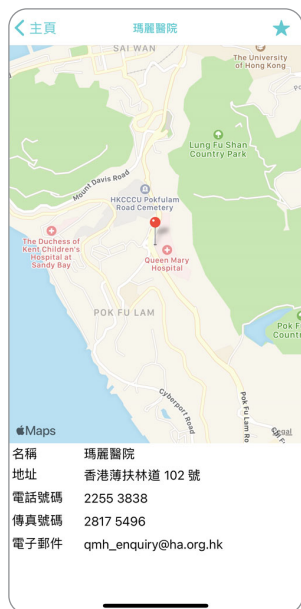 主頁
瑪麗醫院
SAI WAN
The University
of Hong Kong
Lung Fu Shan
Country Park
Mount Davis Road
HKCCCU Pokfulam
Road Cemetery
The Duchess of
Kent Children's
Hospital at
Sandy Bay
Queen Mary
Hospital
POK FU LAM
Pok F
Countr
Cyberport Road
Pok Fu Lam Ro
Maps
Legal
名稱 瑪麗醫院
地址 香港薄扶林道 102 號
電話號碼 2255 3838
傳真號碼 2817 5496
電子郵件 qmh_enquiry@ha.org.hk